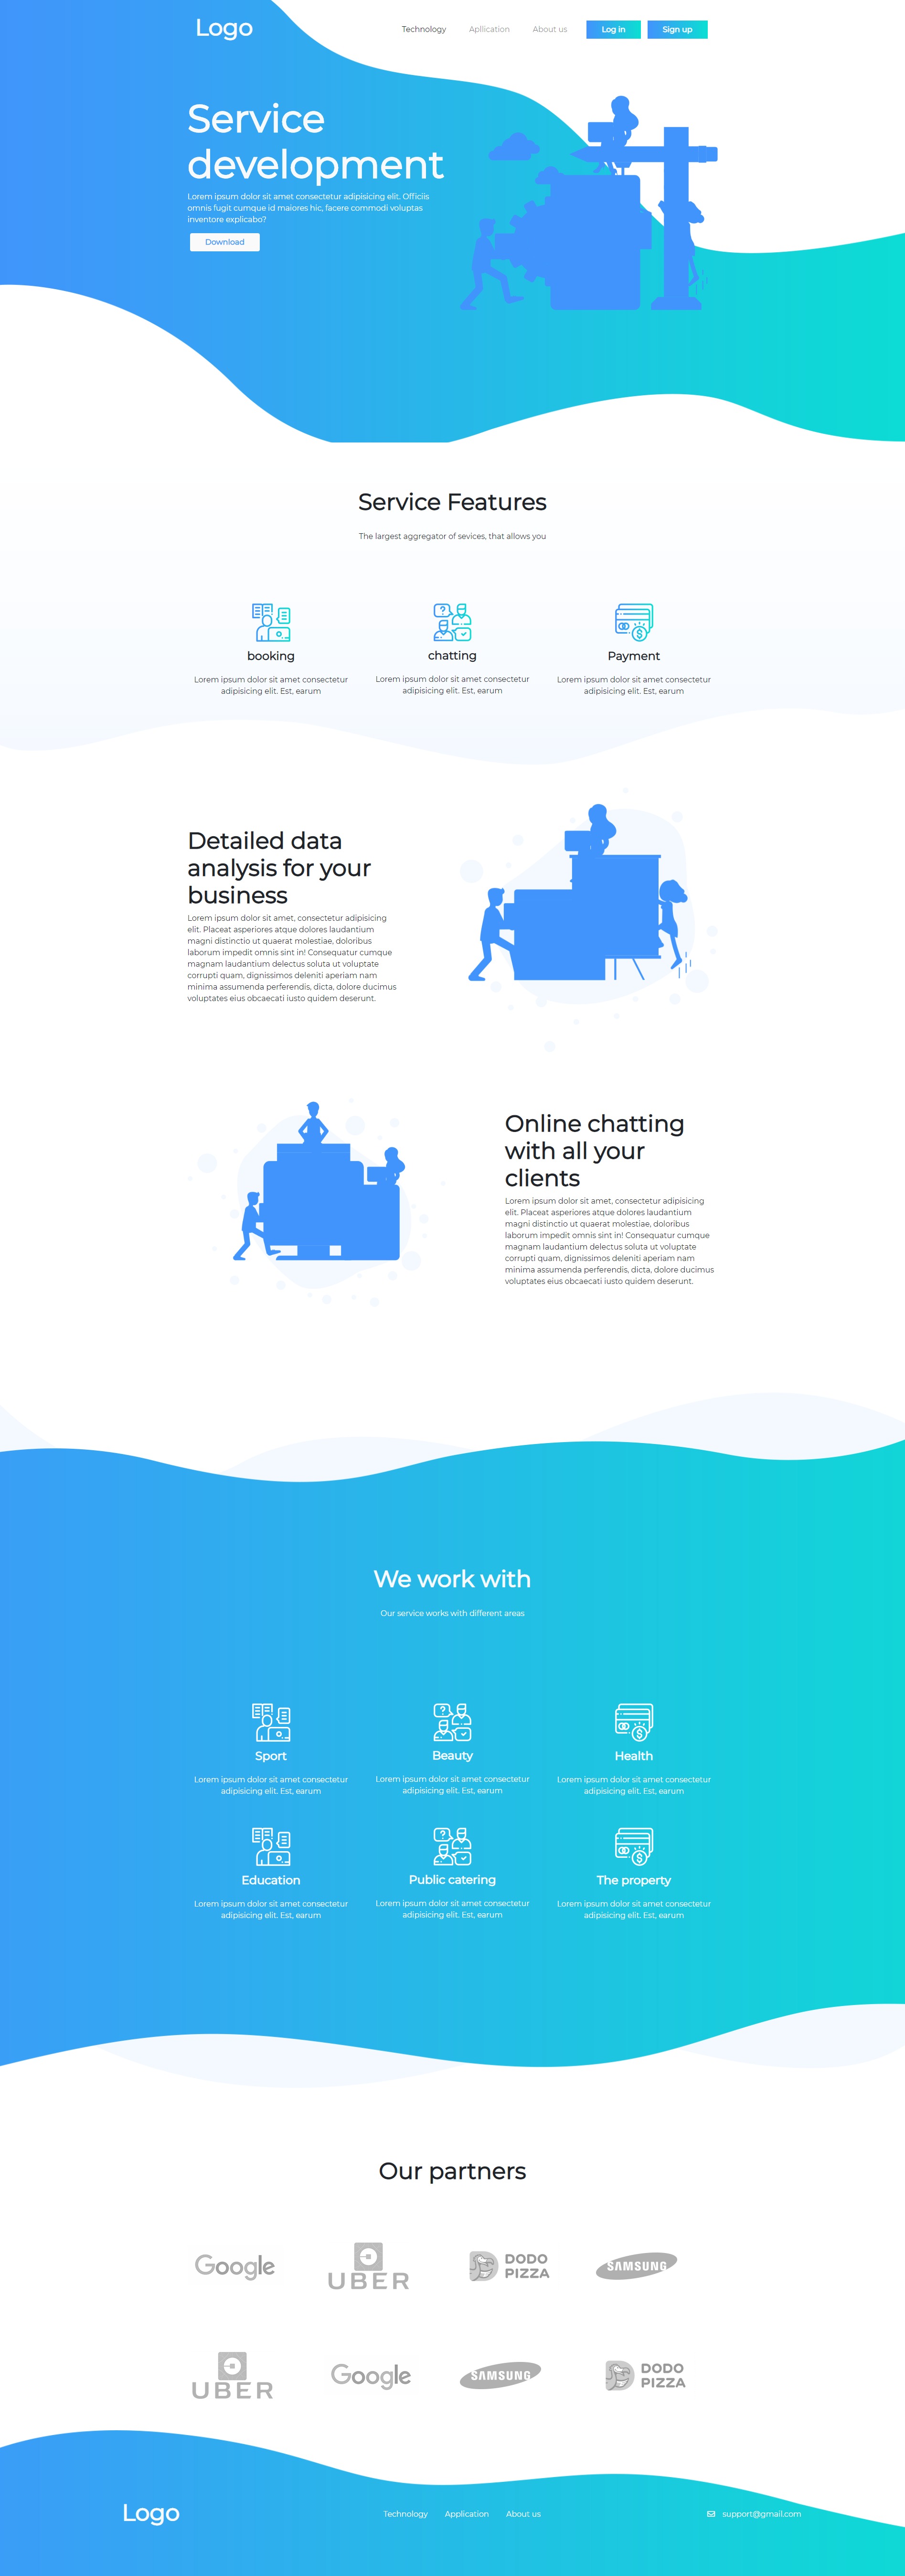 Logo
Technology
Apllication
About us
Log in
Sign up
Service
development
Lorem ipsum dolor sit amet consectetur adipisicing elit. Officiis
omnis fugit cumque id maiores hic, facere commodi voluptas
inventore explicabo?
Download
Service Features
The largest aggregator of sevices, that allows you
booking
Lorem ipsum dolor sit amet consectetur
adipisicing elit. Est, earum
chatting
Lorem ipsum dolor sit amet consectetur
adipisicing elit. Est, earum
Payment
Lorem ipsum dolor sit amet consectetur
adipisicing elit. Est, earum
Detailed data
analysis for your
business
Lorem ipsum dolor sit amet, consectetur adipisicing
elit. Placeat asperiores atque dolores laudantium
magni distinctio ut quaerat molestiae, doloribus
laborum impedit omnis sint in! Consequatur cumque
magnam laudantium delectus soluta ut voluptate
corrupti quam, dignissimos deleniti aperiam nam
minima assumenda perferendis, dicta, dolore ducimus
voluptates eius obcaecati iusto quidem deserunt.
Online chatting
with all your
clients
Lorem ipsum dolor sit amet, consectetur adipisicing
elit. Placeat asperiores atque dolores laudantium
magni distinctio ut quaerat molestiae, doloribus
laborum impedit omnis sint in! Consequatur cumque
magnam laudantium delectus soluta ut voluptate
corrupti quam, dignissimos deleniti aperiam nam
minima assumenda perferendis, dicta, dolore ducimus
voluptates eius obcaecati iusto quidem deserunt.
We work with
Our service works with different areas
Sport
Lorem ipsum dolor sit amet consectetur
adipisicing elit. Est, earum
Beauty
Lorem ipsum dolor sit amet consectetur
adipisicing elit. Est, earum
Health
Lorem ipsum dolor sit amet consectetur
adipisicing elit. Est, earum
Education
Lorem ipsum dolor sit amet consectetur
adipisicing elit. Est, earum
Public catering
Lorem ipsum dolor sit amet consectetur
adipisicing elit. Est, earum
The property
Lorem ipsum dolor sit amet consectetur
adipisicing elit. Est, earum
Our partners
Google
UBER
DODO
PIZZA
SAMSUNG
UBER
Google
SAMSUNG
DODO
PIZZA
Logo
Technology
Application
About us
support@gmail.com